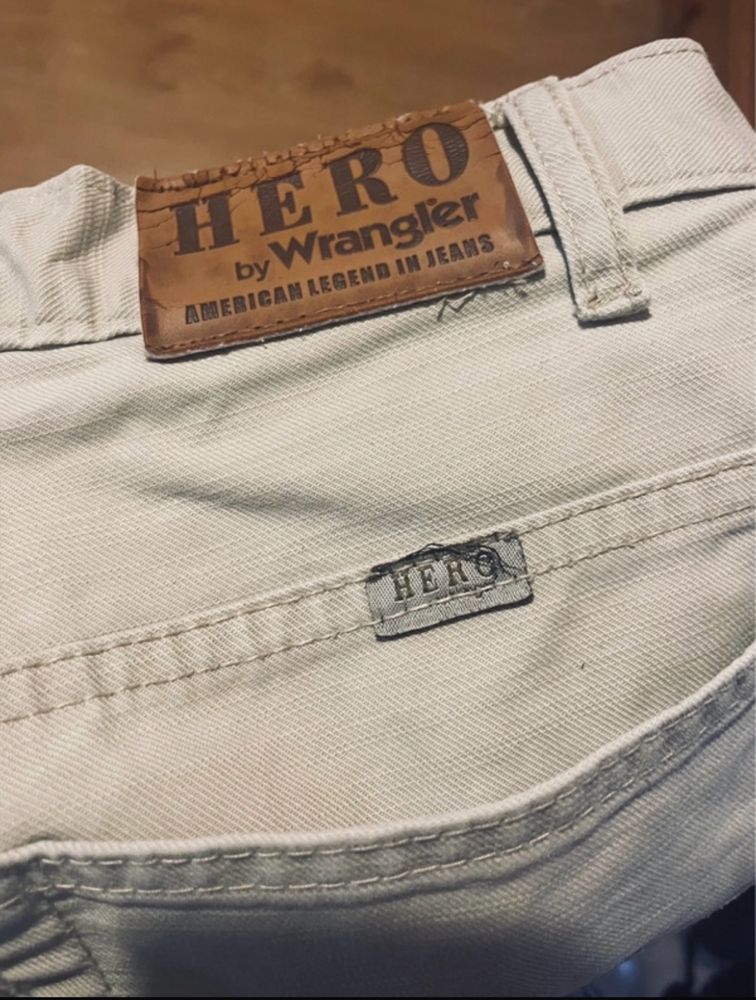 HERO
by Wrangler
AMERICAN LEGEND IN JEANS
HERO